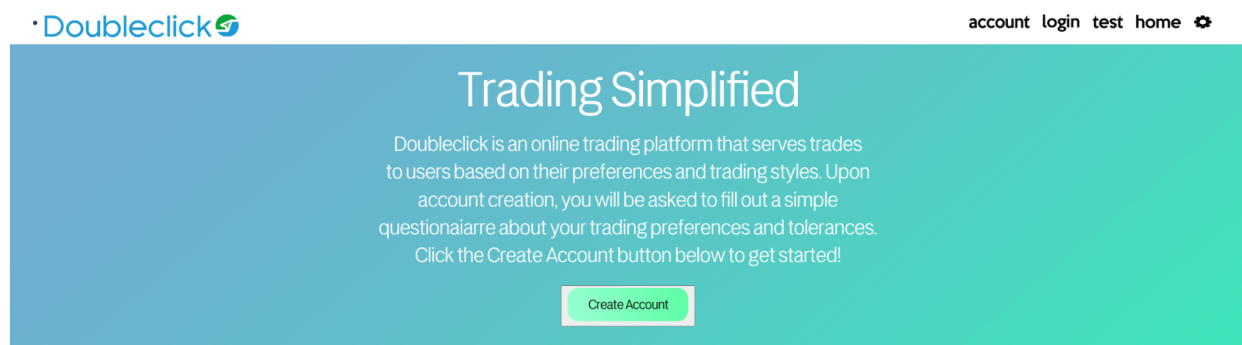 Doubleclick
account login test home
Trading Simplified
Doubleclick is an online trading platform that serves trades
to users based on their preferences and trading styles. Upon
account creation, you will be asked to fill out a simple
questionaiarre about your trading preferences and tolerances.
Click the Create Account button below to get started!
Create Account